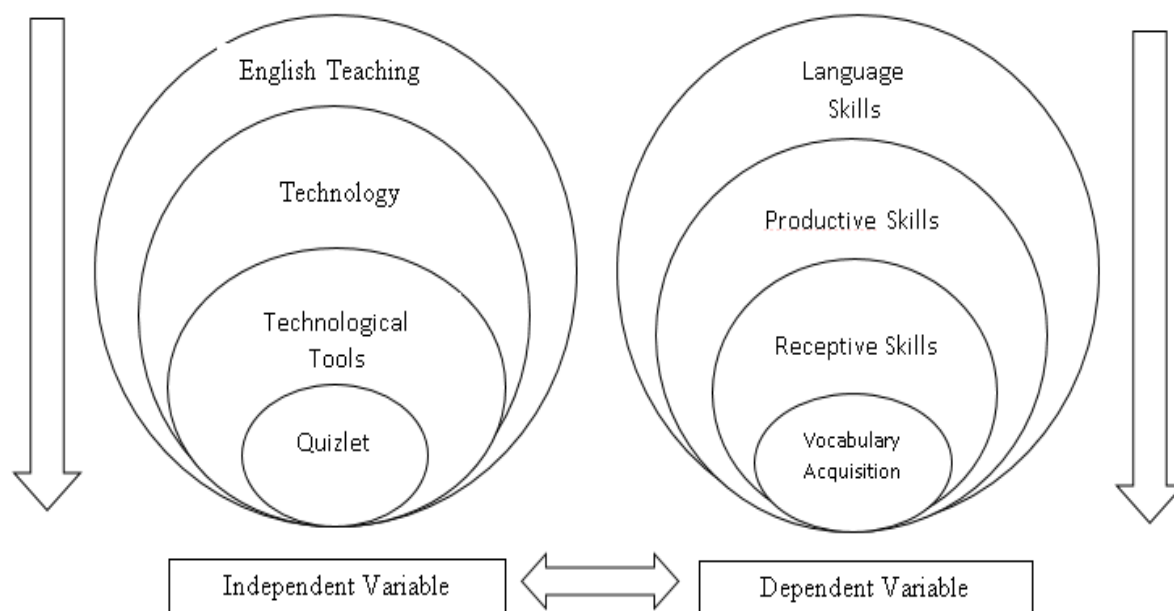 English Teaching
Technology
Technological
Tools
Quizlet
Independent Variable
Language
Skills
Productive Skills
Receptive Skills
Vocabulary
Acquisition
Dependent Variable